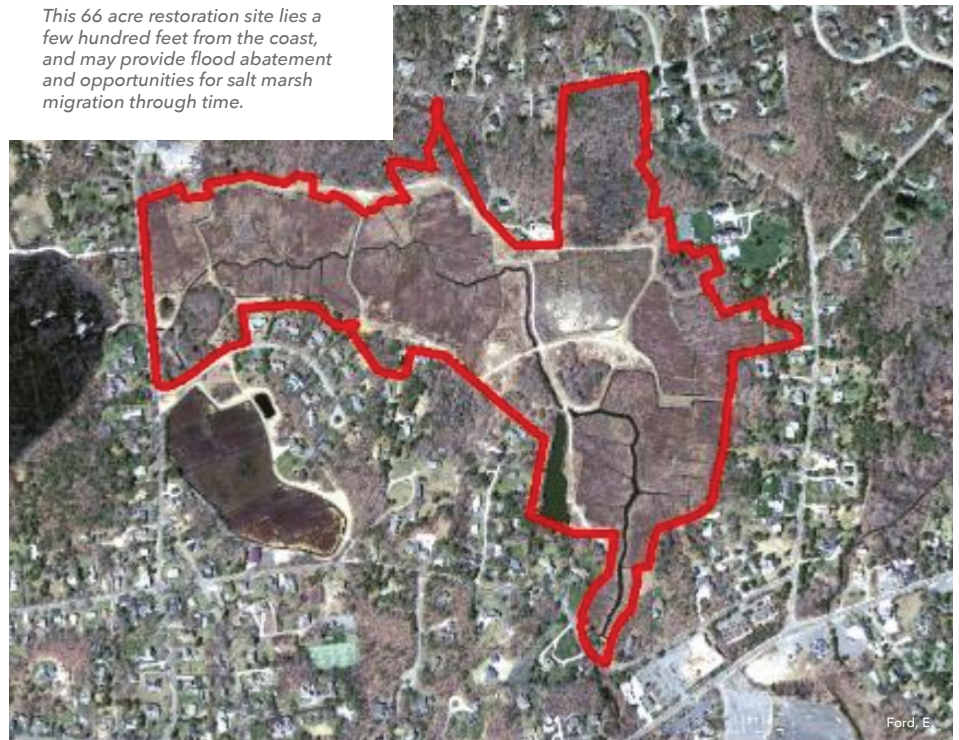 This 66 acre restoration site lies a
few hundred feet from the coast,
and may provide flood abatement
and opportunities for salt marsh
migration through time.
Ford, E.